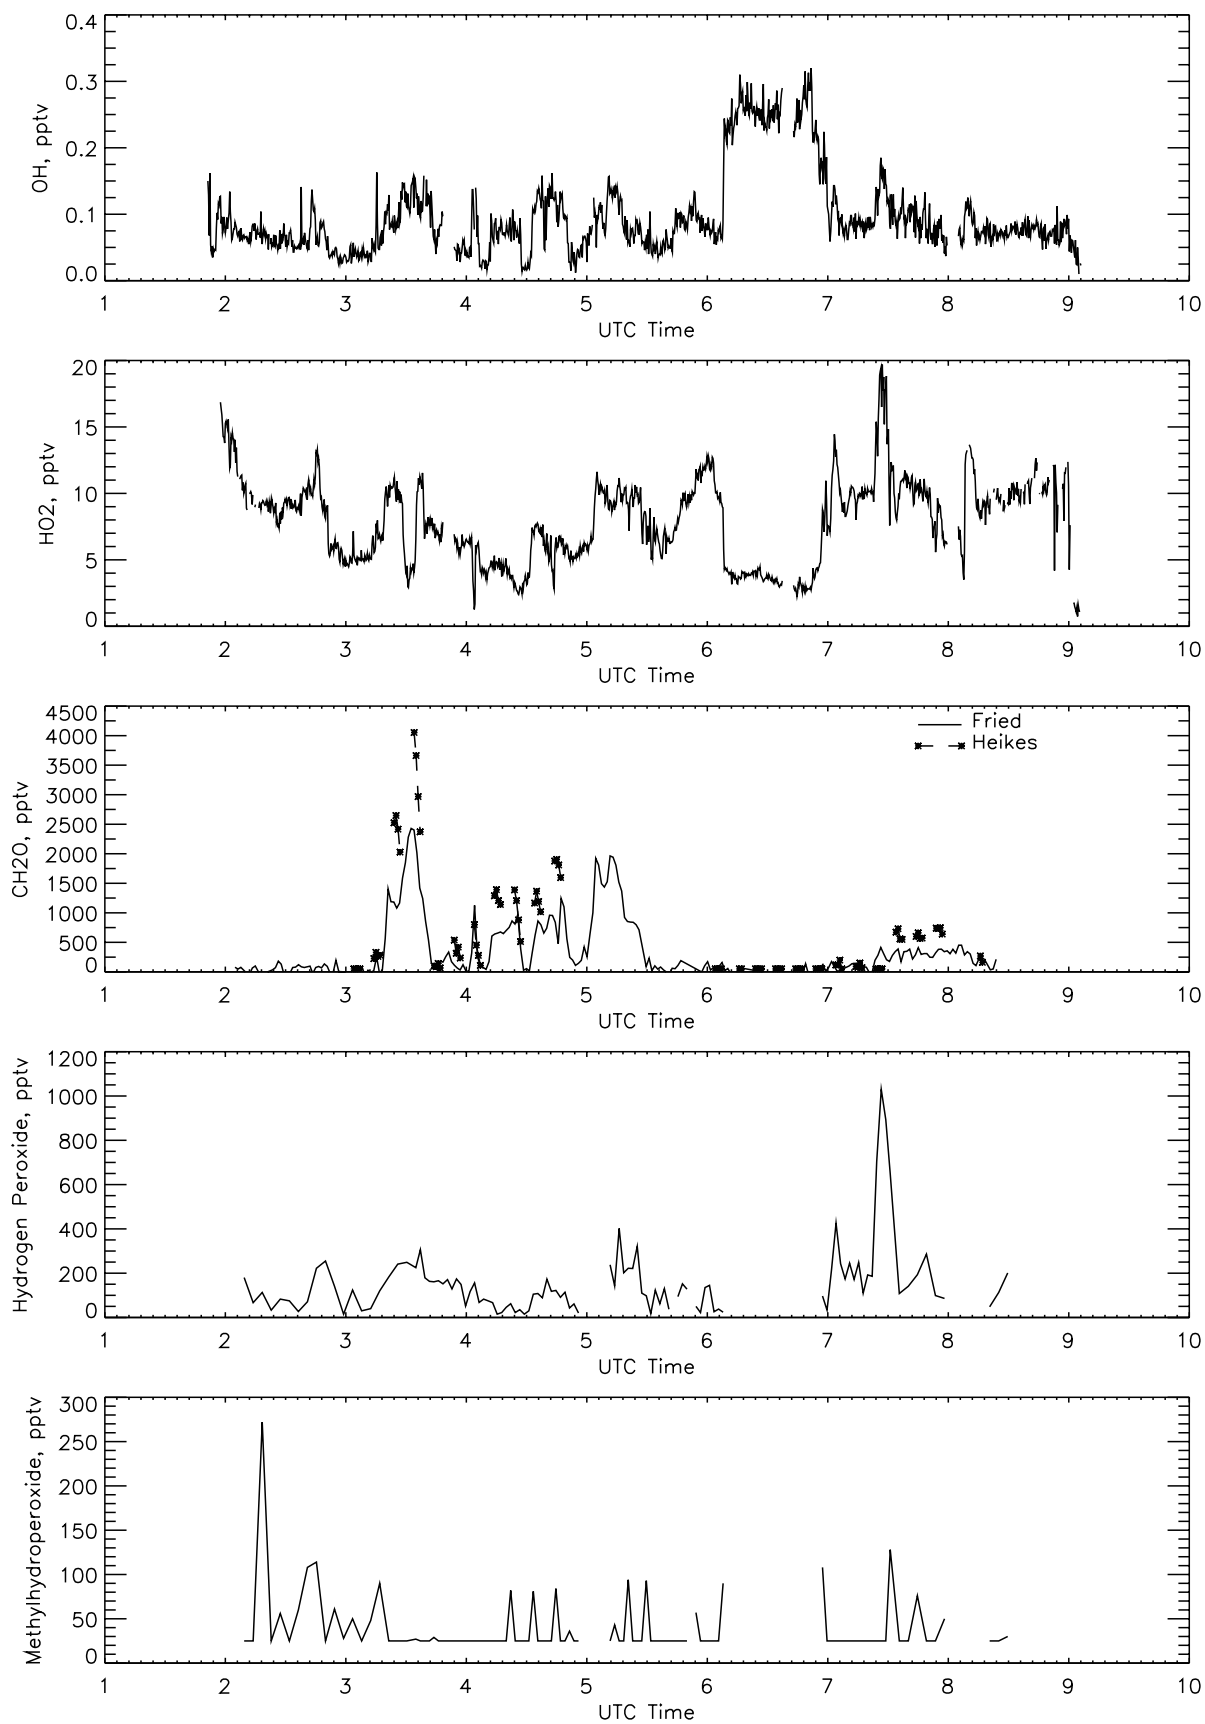 OH, pptv
0.4
0.3
0.2
0.1
0.0
1 2 3 4 5 6 7 8 9 10
UTC Time
HO2, pptv
20
15
10
5
0
1 2 3 4 5 6 7 8 9 10
UTC Time
CH2O, pptv
4500
4000
3500
3000
2500
2000
1500
1000
500
0
Fried
Heikes
1 2 3 4 5 6 7 8 9 10
UTC Time
Hydrogen Peroxide, pptv
1200
1000
800
600
400
200
0
1 2 3 4 5 6 7 8 9 10
UTC Time
Methylhydroperoxide, pptv
300
250
200
150
100
50
0
1 2 3 4 5 6 7 8 9 10
UTC Time